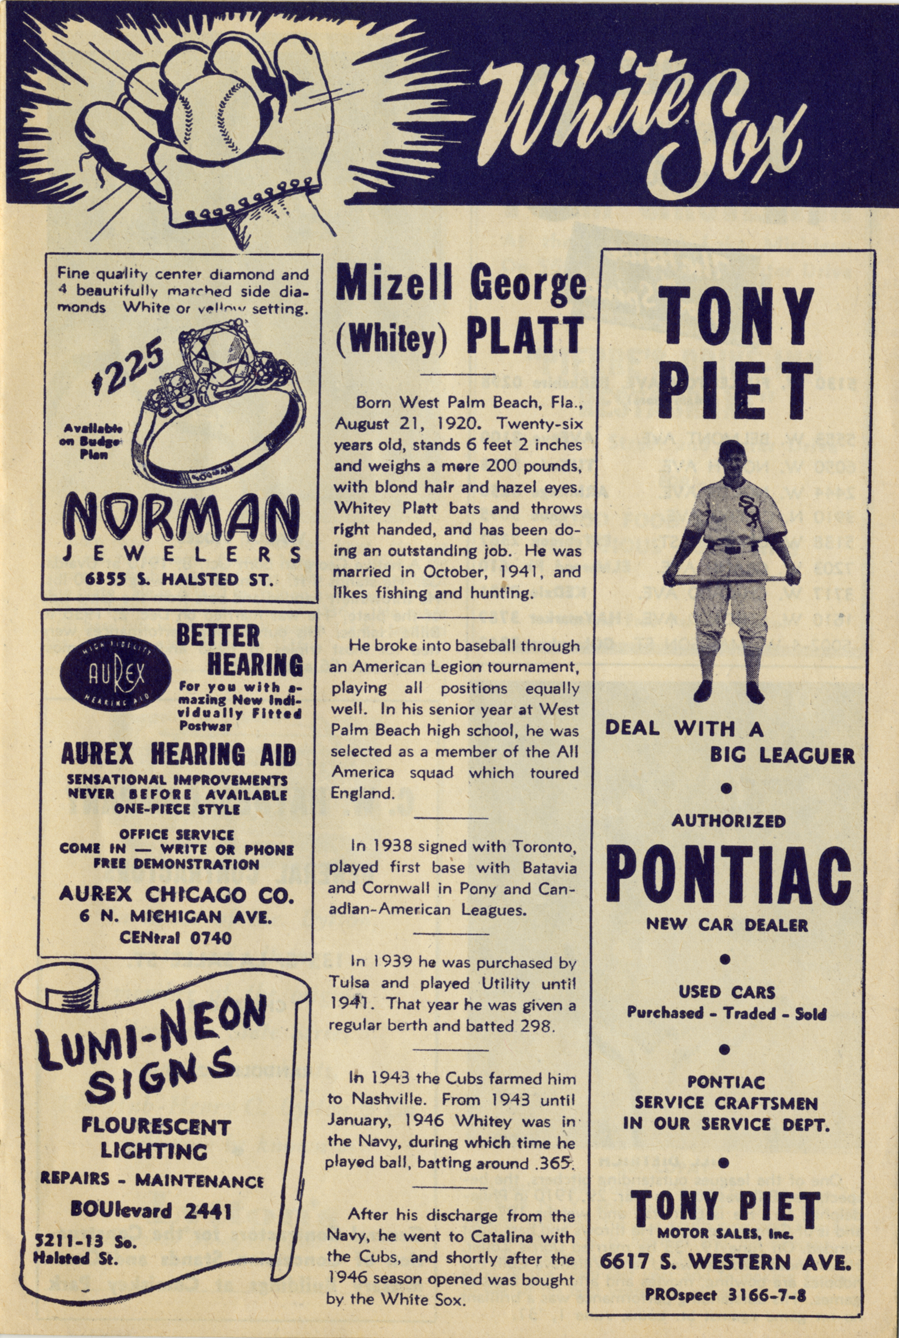 White Sox
Fine quality center diamond and
4 beautifully matched side dia-
monds White or yellow setting.
$225
Available
on Budget
Plan
NORMAN
JEWELERS
6355 S. HALSTED ST.
HIGH FIDELITY
AUREX
HEARING AID
BETTER
HEARING
For you with a-
mazing New Indi-
vidually Fitted
Postwar
AUREX HEARING AID
SENSATIONAL IMPROVEMENTS
NEVER BEFORE AVAILABLE
ONE-PIECE STYLE
OFFICE SERVICE
COME IN — WRITE OR PHONE
FREE DEMONSTRATION
AUREX CHICAGO CO.
6 N. MICHIGAN AVE.
CENtral 0740
LUMI-NEON
SIGNS
FLOURESCENT
LIGHTING
REPAIRS - MAINTENANCE
BOUlevard 2441
5211-13 So.
Halsted St.
Mizell George
(Whitey) PLATT
Born West Palm Beach, Fla.,
August 21, 1920. Twenty-six
years old, stands 6 feet 2 inches
and weighs a mere 200 pounds,
with blond hair and hazel eyes.
Whitey Platt bats and throws
right handed, and has been do-
ing an outstanding job. He was
married in October, 1941, and
likes fishing and hunting.
He broke into baseball through
an American Legion tournament,
playing all positions equally
well. In his senior year at West
Palm Beach high school, he was
selected as a member of the All
America squad which toured
England.
In 1938 signed with Toronto,
played first base with Batavia
and Cornwall in Pony and Can-
adian-American Leagues.
In 1939 he was purchased by
Tulsa and played Utility until
1941. That year he was given a
regular berth and batted 298.
In 1943 the Cubs farmed him
to Nashville. From 1943 until
January, 1946 Whitey was in
the Navy, during which time he
played ball, batting around .365.
After his discharge from the
Navy, he went to Catalina with
the Cubs, and shortly after the
1946 season opened was bought
by the White Sox.
TONY
PIET
SOX
DEAL WITH A
BIG LEAGUER
•
AUTHORIZED
PONTIAC
NEW CAR DEALER
•
USED CARS
Purchased - Traded - Sold
•
PONTIAC
SERVICE CRAFTSMEN
IN OUR SERVICE DEPT.
•
TONY PIET
MOTOR SALES, Inc.
6617 S. WESTERN AVE.
PROspect 3166-7-8